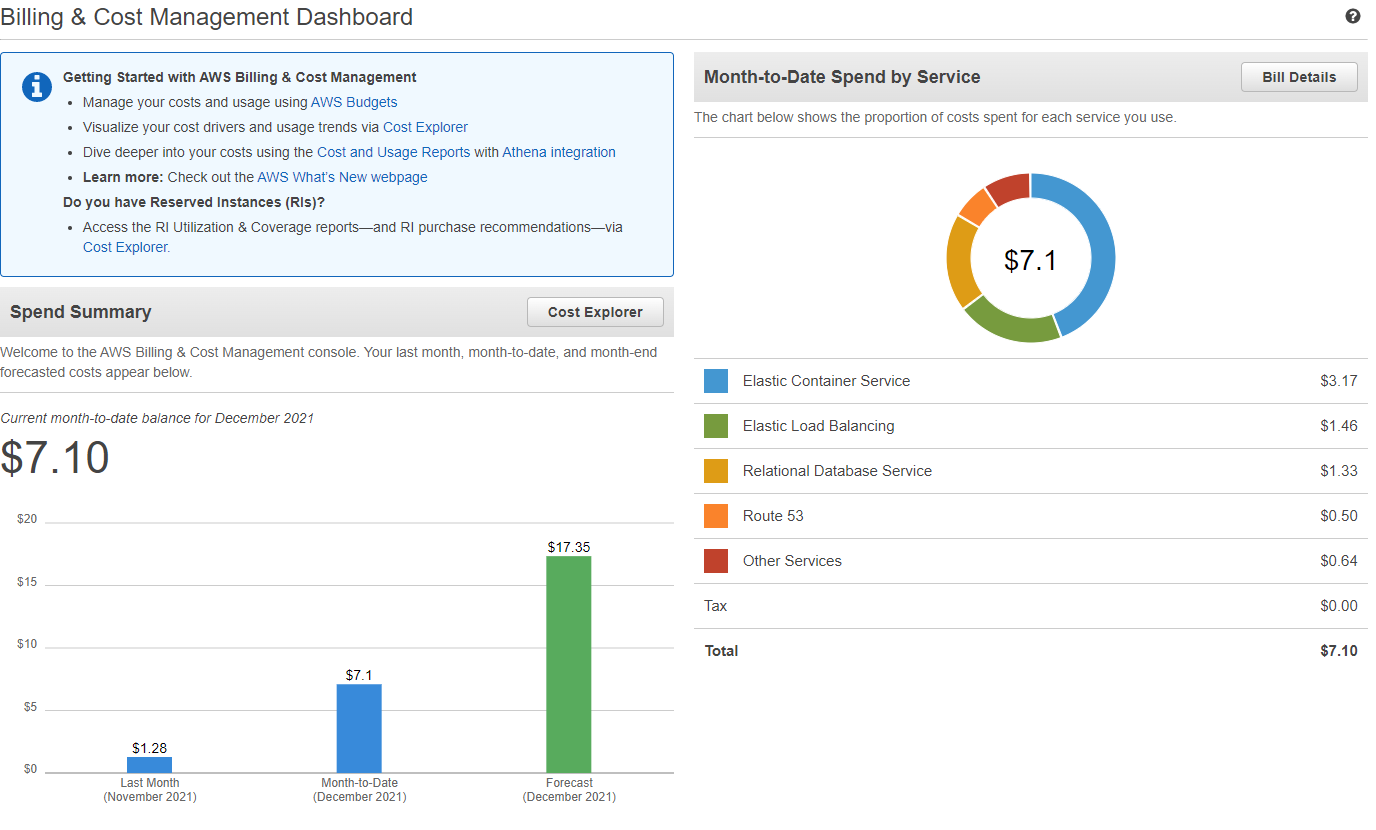 Billing & Cost Management Dashboard
Getting Started with AWS Billing & Cost Management
Manage your costs and usage using AWS Budgets
Visualize your cost drivers and usage trends via Cost Explorer
Dive deeper into your costs using the Cost and Usage Reports with Athena integration
Learn more: Check out the AWS What's New webpage
Do you have Reserved Instances (RIs)?
Access the RI Utilization & Coverage reports—and RI purchase recommendations—via
Cost Explorer.
Spend Summary
Cost Explorer
Welcome to the AWS Billing & Cost Management console. Your last month, month-to-date, and month-end
forecasted costs appear below.
Current month-to-date balance for December 2021
$7.10
$20
$15
$10
$5
$0
$1.28
$7.1
$17.35
Last Month
(November 2021)
Month-to-Date
(December 2021)
Forecast
(December 2021)
Month-to-Date Spend by Service
Bill Details
The chart below shows the proportion of costs spent for each service you use.
$7.1
Elastic Container Service $3.17
Elastic Load Balancing $1.46
Relational Database Service $1.33
Route 53 $0.50
Other Services $0.64
Tax $0.00
Total $7.10